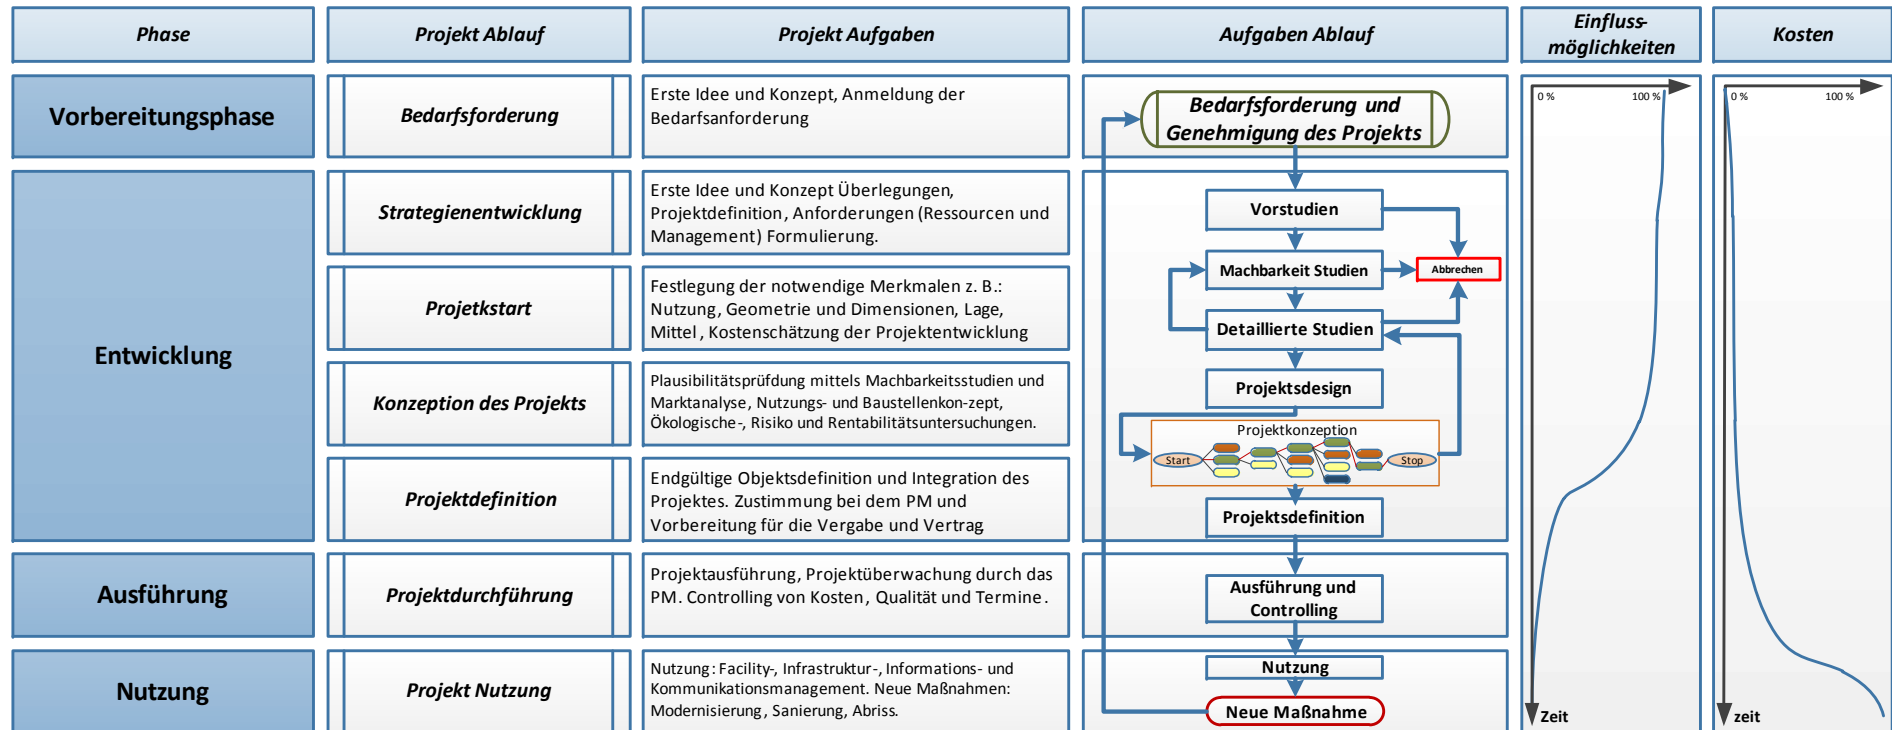 Phase
Projekt Ablauf
Projekt Aufgaben
Aufgaben Ablauf
Einfluss-
möglichkeiten
Kosten
Vorbereitungsphase
Bedarfsforderung
Erste Idee und Konzept, Anmeldung der
Bedarfsanforderung
Bedarfsforderung und
Genehmigung des Projekts
0 %
100 %
0 %
100 %
Entwicklung
Strategienentwicklung
Erste Idee und Konzept Überlegungen,
Projektdefinition, Anforderungen (Ressourcen und
Management) Formulierung.
Vorstudien
Projetkstart
Festlegung der notwendige Merkmalen z. B.:
Nutzung, Geometrie und Dimensionen, Lage,
Mittel, Kostenschätzung der Projektentwicklung
Machbarkeit Studien
Abbrechen
Detaillierte Studien
Konzeption des Projekts
Plausibilitätsprüfdung mittels Machbarkeitsstudien und
Marktanalyse, Nutzungs- und Baustellenkon-zept,
Ökologische-, Risiko und Rentabilitätsuntersuchungen.
Projektsdesign
Projektkonzeption
Start
Stop
Projektdefinition
Endgültige Objektsdefinition und Integration des
Projektes. Zustimmung bei dem PM und
Vorbereitung für die Vergabe und Vertrag
Projektsdefinition
Ausführung
Projektdurchführung
Projektausführung, Projektüberwachung durch das
PM. Controlling von Kosten, Qualität und Termine.
Ausführung und
Controlling
Nutzung
Projekt Nutzung
Nutzung: Facility-, Infrastruktur-, Informations- und
Kommunikationsmanagement. Neue Maßnahmen:
Modernisierung, Sanierung, Abriss.
Nutzung
Neue Maßnahme
Zeit
zeit